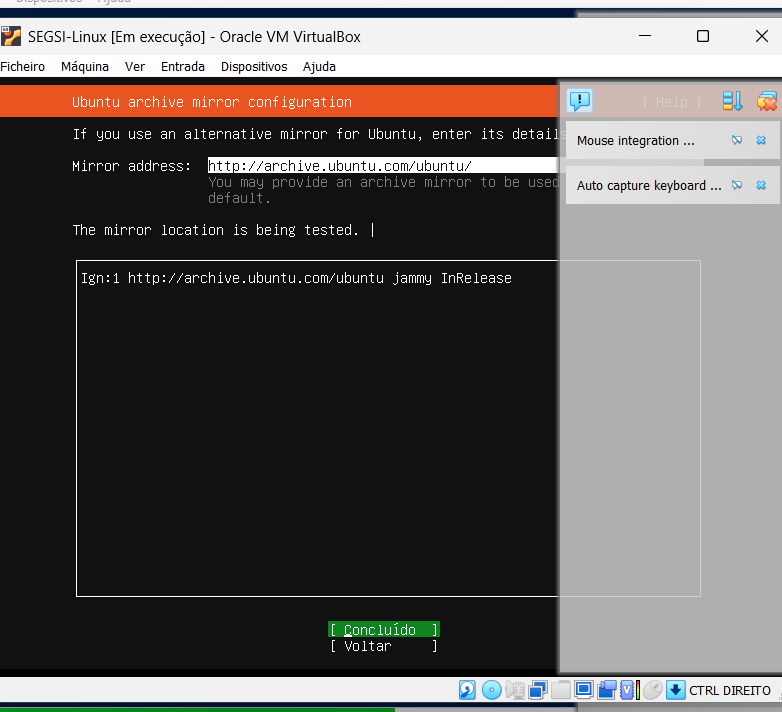 Dispositivos Ajuda
SEGSI-Linux [Em execução] - Oracle VM VirtualBox
Ficheiro Máquina Ver Entrada Dispositivos Ajuda
Ubuntu archive mirror configuration [ Help ]
If you use an alternative mirror for Ubuntu, enter its details
Mouse integration ...
Mirror address: http://archive.ubuntu.com/ubuntu/
You may provide an archive mirror to be used
Auto capture keyboard ...
default.
The mirror location is being tested. |
Ign:1 http://archive.ubuntu.com/ubuntu jammy InRelease
[ Concluído ]
[ Voltar ]
CTRL DIREITO